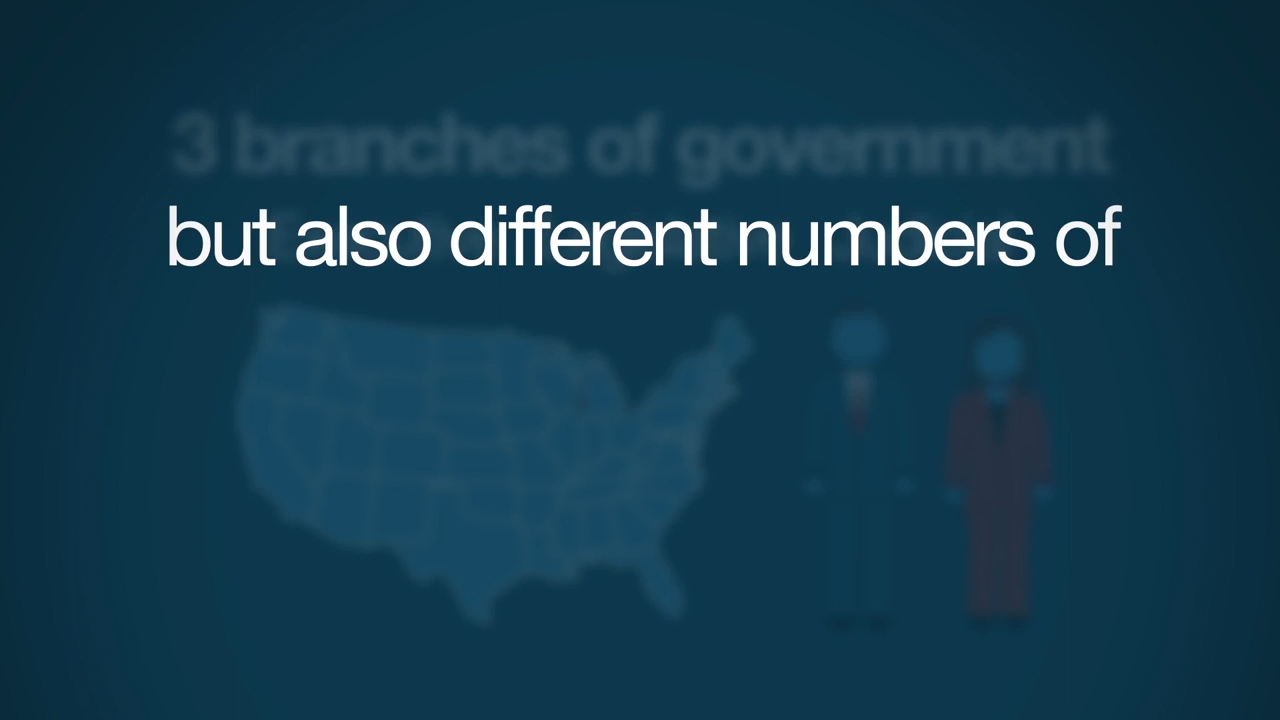 3 branches of government
but also different numbers of